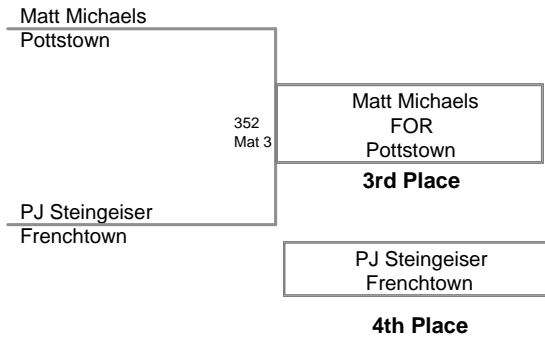 Matt Michaels
Pottstown
352
Mat 3
Matt Michaels
FOR
Pottstown
3rd Place
PJ Steingeiser
Frenchtown
PJ Steingeiser
Frenchtown
4th Place